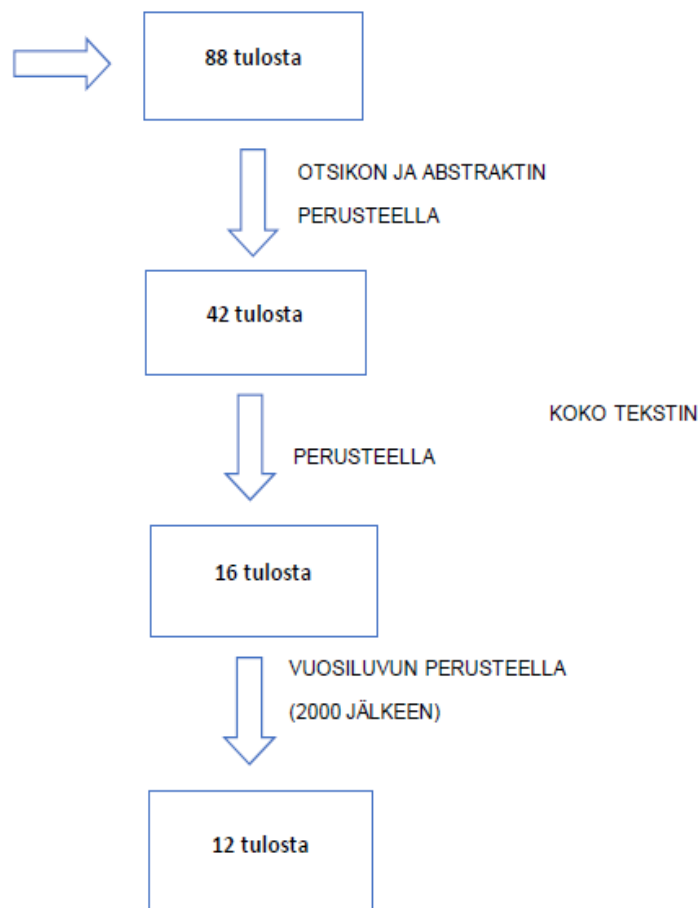 88 tulosta
OTSIKON JA ABSTRAKTIN
PERUSTEELLA
42 tulosta
KOKO TEKSTIN
PERUSTEELLA
16 tulosta
VUOSILUVUN PERUSTEELLA
(2000 JÄLKEEN)
12 tulosta